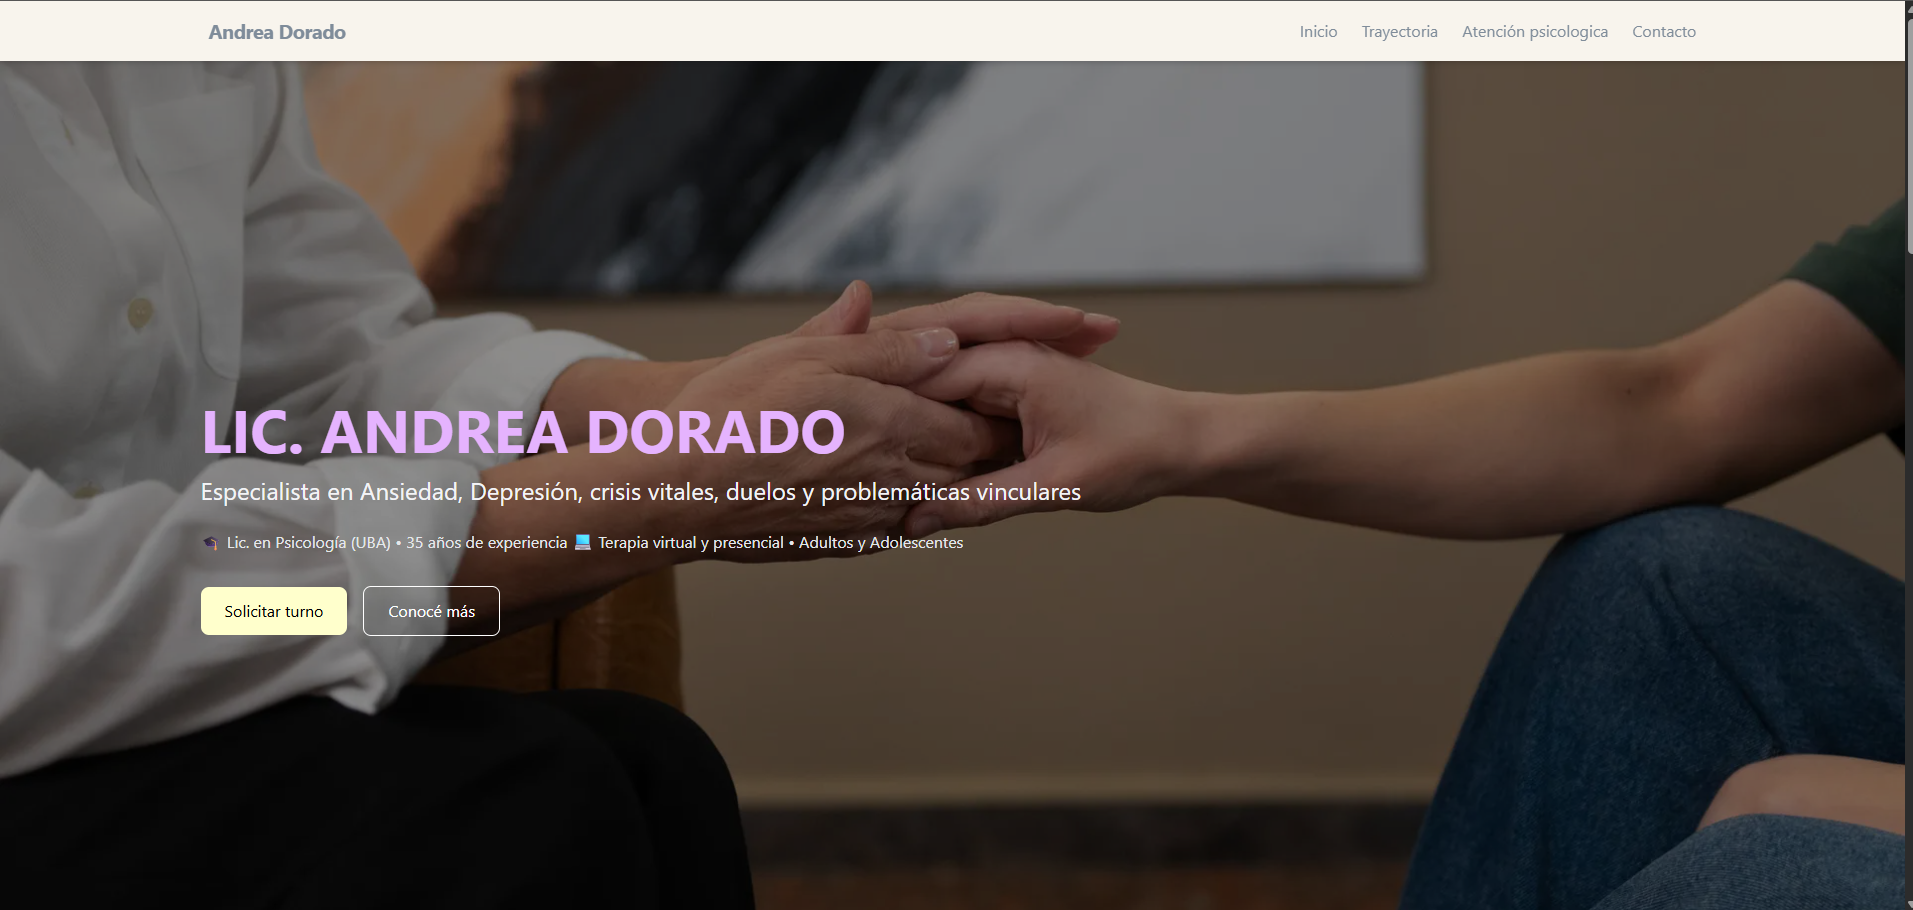 Andrea Dorado
Inicio Trayectoria Atención psicologica Contacto
LIC. ANDREA DORADO
Especialista en Ansiedad, Depresión, crisis vitales, duelos y problemáticas vinculares
🎓 Lic. en Psicología (UBA) • 35 años de experiencia 💻 Terapia virtual y presencial • Adultos y Adolescentes
Solicitar turno Conocé más